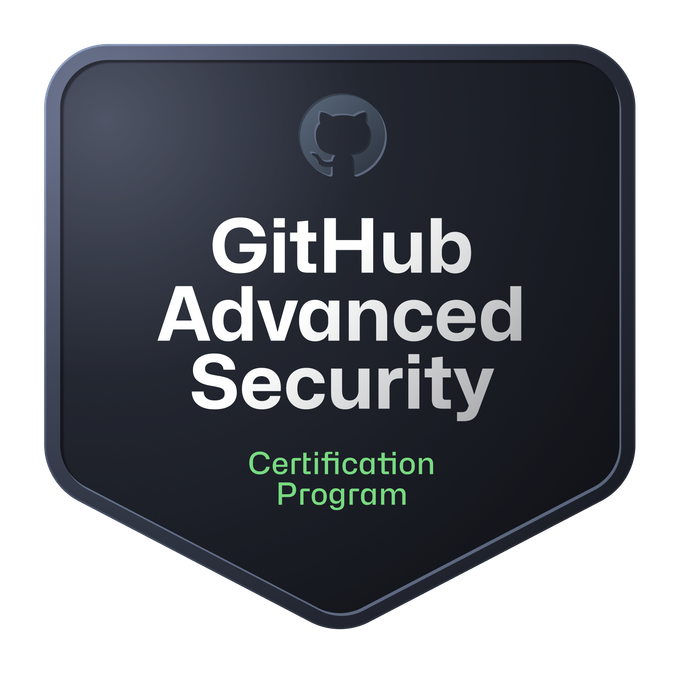 GitHub
Advanced
Security
Certification
Program